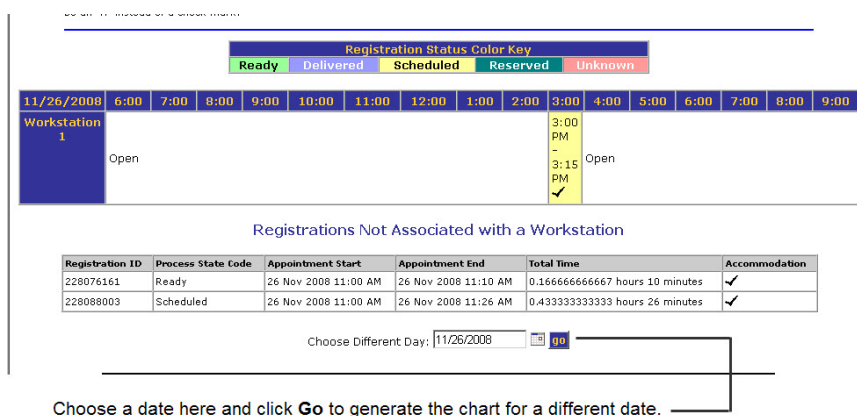 Registration Status Color Key
Ready Delivered Scheduled Reserved Unknown
11/26/2008 6:00 7:00 8:00 9:00 10:00 11:00 12:00 1:00 2:00 3:00 4:00 5:00 6:00 7:00 8:00 9:00
Workstation
1
Open
3:00
PM
-
3:15
PM
✓
Open
Registrations Not Associated with a Workstation
Registration ID Process State Code Appointment Start Appointment End Total Time Accommodation
228076161 Ready 26 Nov 2008 11:00 AM 26 Nov 2008 11:10 AM 0.166666666667 hours 10 minutes ✓
228088003 Scheduled 26 Nov 2008 11:00 AM 26 Nov 2008 11:26 AM 0.433333333333 hours 26 minutes ✓
Choose Different Day: 11/26/2008 go
Choose a date here and click Go to generate the chart for a different date.